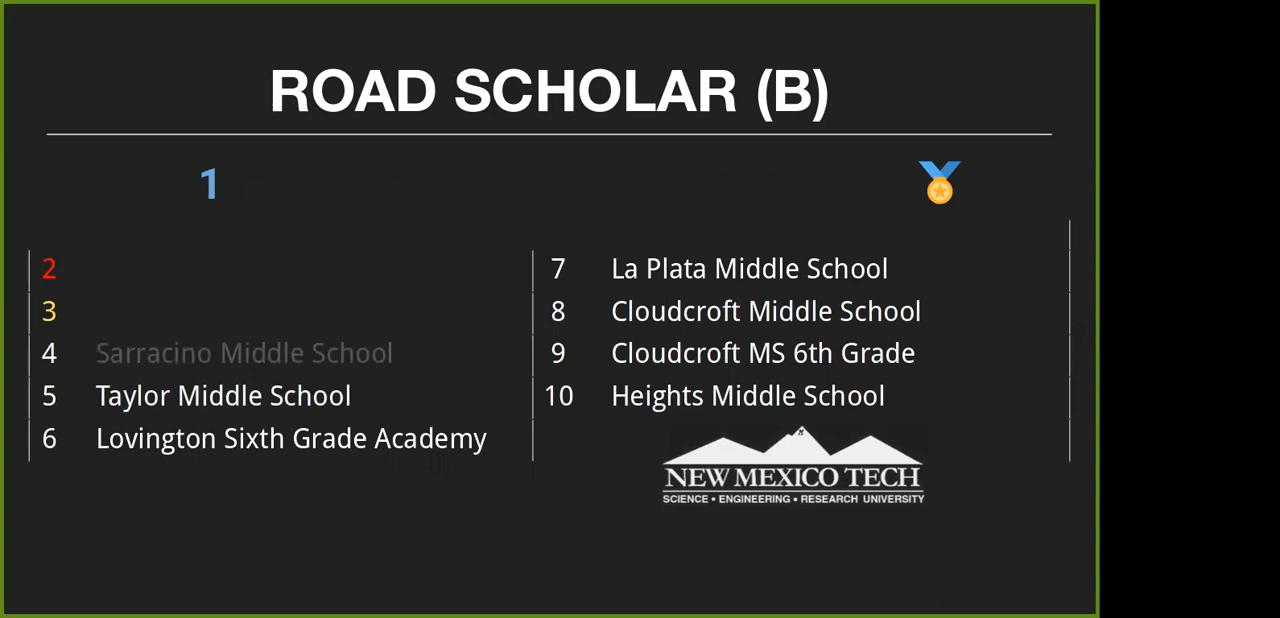 ROAD SCHOLAR (B)
1
2
3
4 Sarracino Middle School
5 Taylor Middle School
6 Lovington Sixth Grade Academy
7 La Plata Middle School
8 Cloudcroft Middle School
9 Cloudcroft MS 6th Grade
10 Heights Middle School
NEW MEXICO TECH
SCIENCE • ENGINEERING • RESEARCH UNIVERSITY